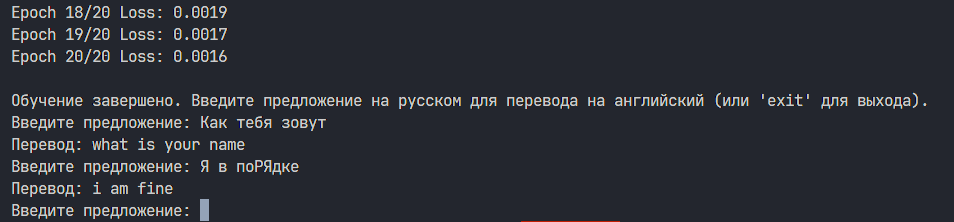 Epoch 18/20 Loss: 0.0019
Epoch 19/20 Loss: 0.0017
Epoch 20/20 Loss: 0.0016
Обучение завершено. Введите предложение на русском для перевода на английский (или 'exit' для выхода).
Введите предложение: Как тебя зовут
Перевод: what is your name
Введите предложение: Я в поРЯдке
Перевод: i am fine
Введите предложение: